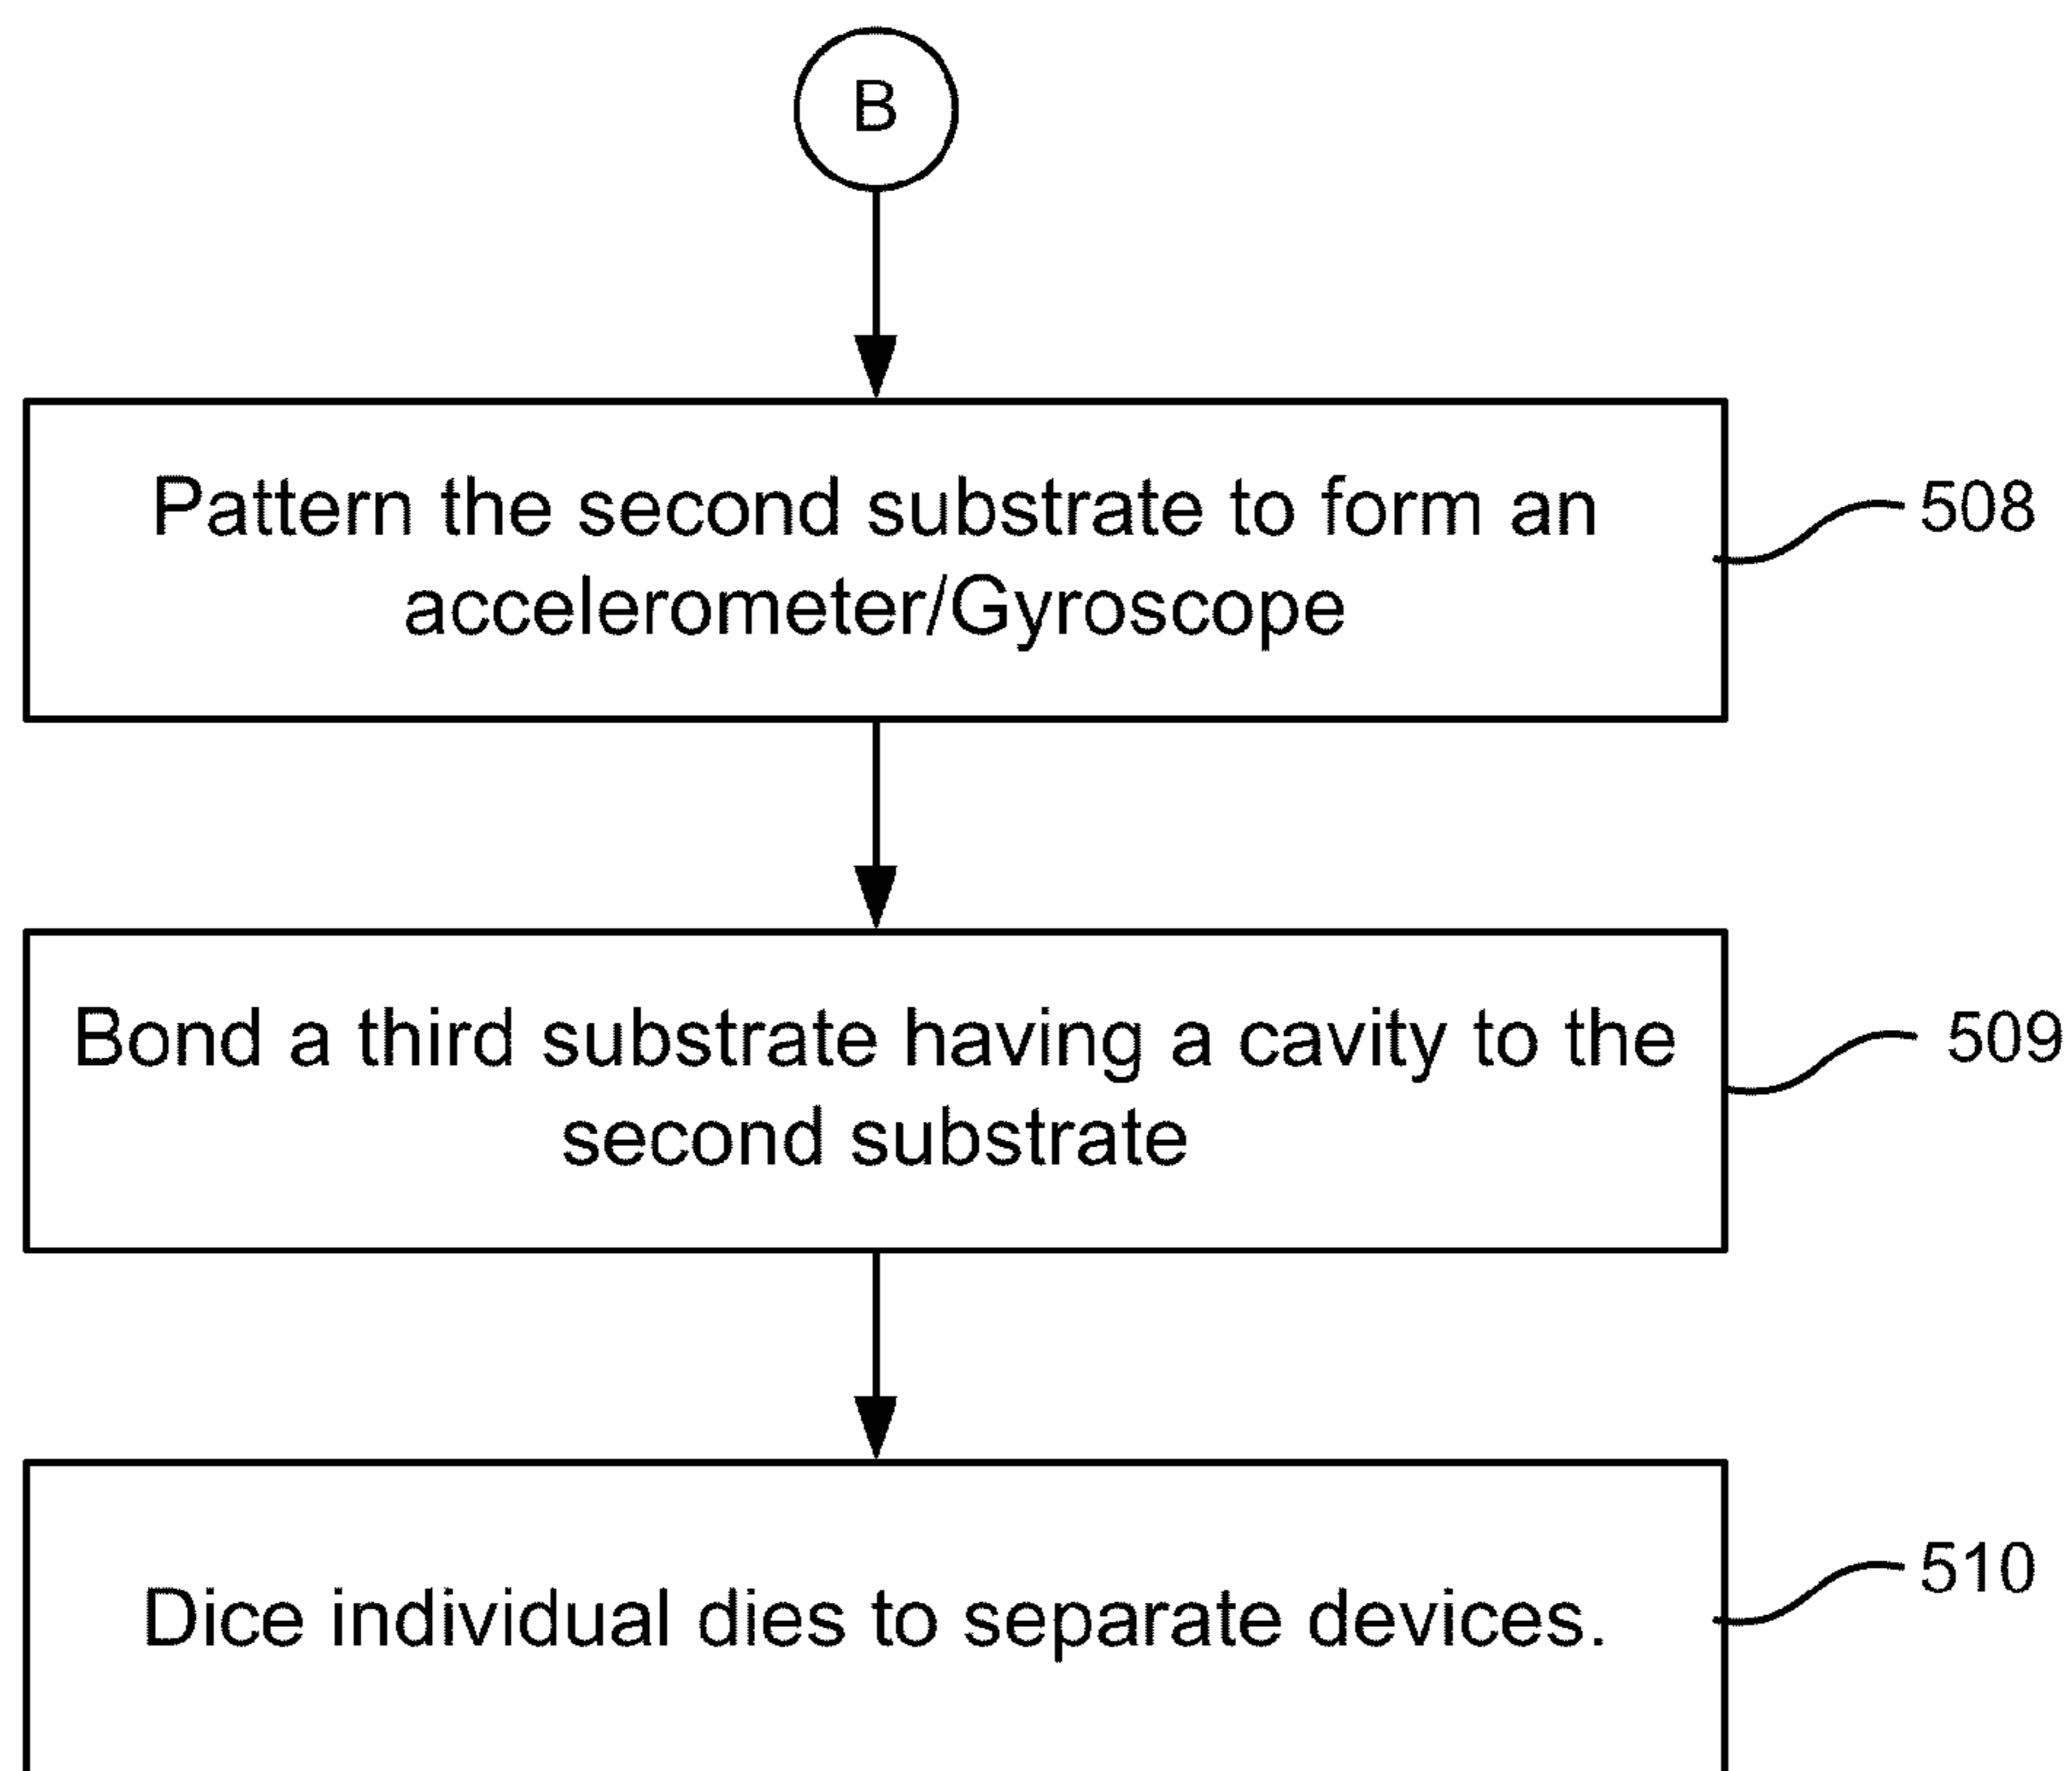 B
Pattern the second substrate to form an
accelerometer/Gyroscope
508
Bond a third substrate having a cavity to the
second substrate
509
Dice individual dies to separate devices.
510